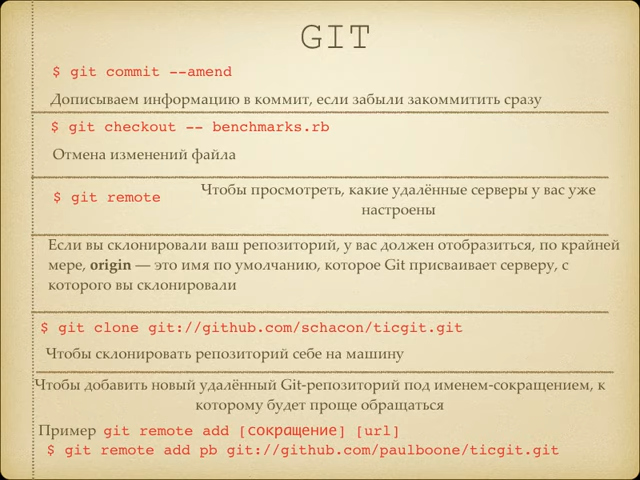 GIT
$ git commit --amend
Дописываем информацию в коммит, если забыли закоммитить сразу
$ git checkout -- benchmarks.rb
Отмена изменений файла
$ git remote
Чтобы просмотреть, какие удалённые серверы у вас уже
настроены
Если вы склонировали ваш репозиторий, у вас должен отобразиться, по крайней
мере, origin — это имя по умолчанию, которое Git присваивает серверу, с
которого вы склонировали
$ git clone git://github.com/schacon/ticgit.git
Чтобы склонировать репозиторий себе на машину
Чтобы добавить новый удалённый Git-репозиторий под именем-сокращением, к
которому будет проще обращаться
Пример git remote add [сокращение] [url]
$ git remote add pb git://github.com/paulboone/ticgit.git